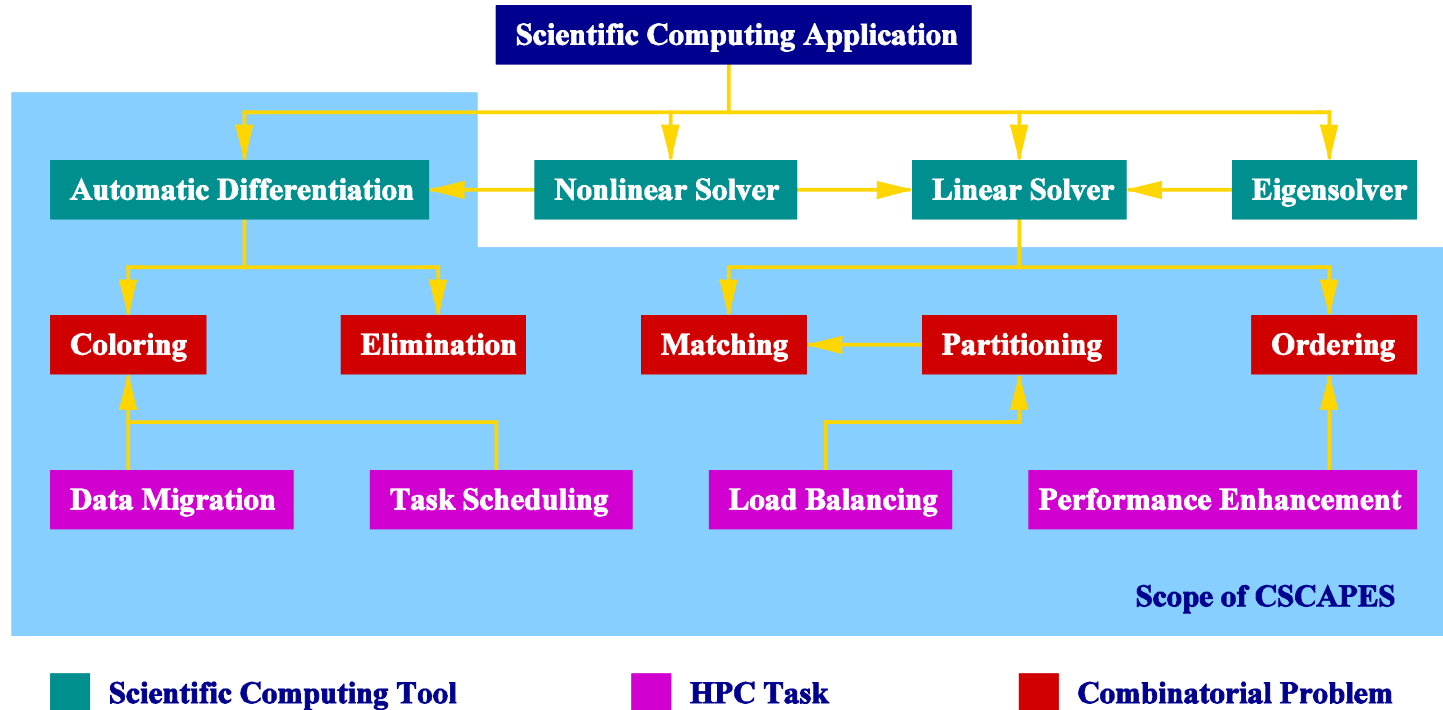 Scientific Computing Application
Automatic Differentiation
Nonlinear Solver
Linear Solver
Eigensolver
Coloring
Elimination
Matching
Partitioning
Ordering
Data Migration
Task Scheduling
Load Balancing
Performance Enhancement
Scope of CSCAPES
Scientific Computing Tool
HPC Task
Combinatorial Problem